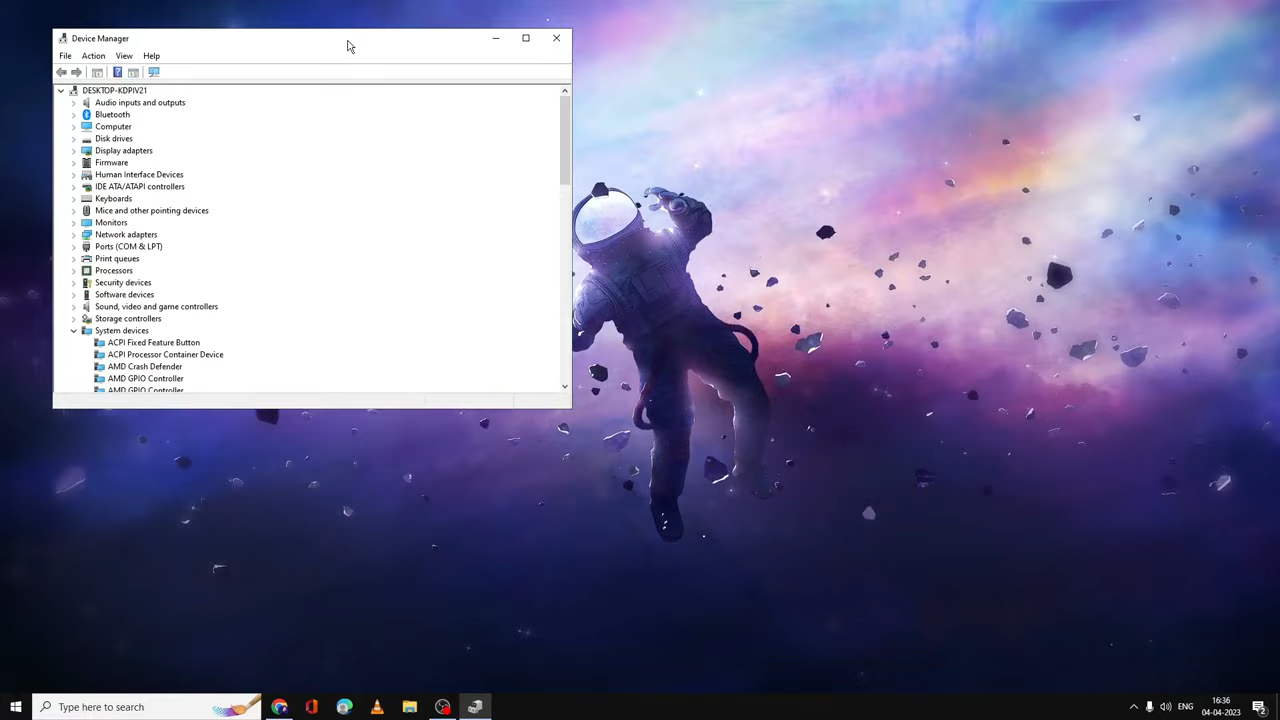 Device Manager
File Action View Help
DESKTOP-KDPIV21
Audio inputs and outputs
Bluetooth
Computer
Disk drives
Display adapters
Firmware
Human Interface Devices
IDE ATA/ATAPI controllers
Keyboards
Mice and other pointing devices
Monitors
Network adapters
Ports (COM & LPT)
Print queues
Processors
Security devices
Software devices
Sound, video and game controllers
Storage controllers
System devices
ACPI Fixed Feature Button
ACPI Processor Container Device
AMD Crash Defender
AMD GPIO Controller
AMD GPIO Controller
Type here to search
ENG
16:36
04-04-2023
2